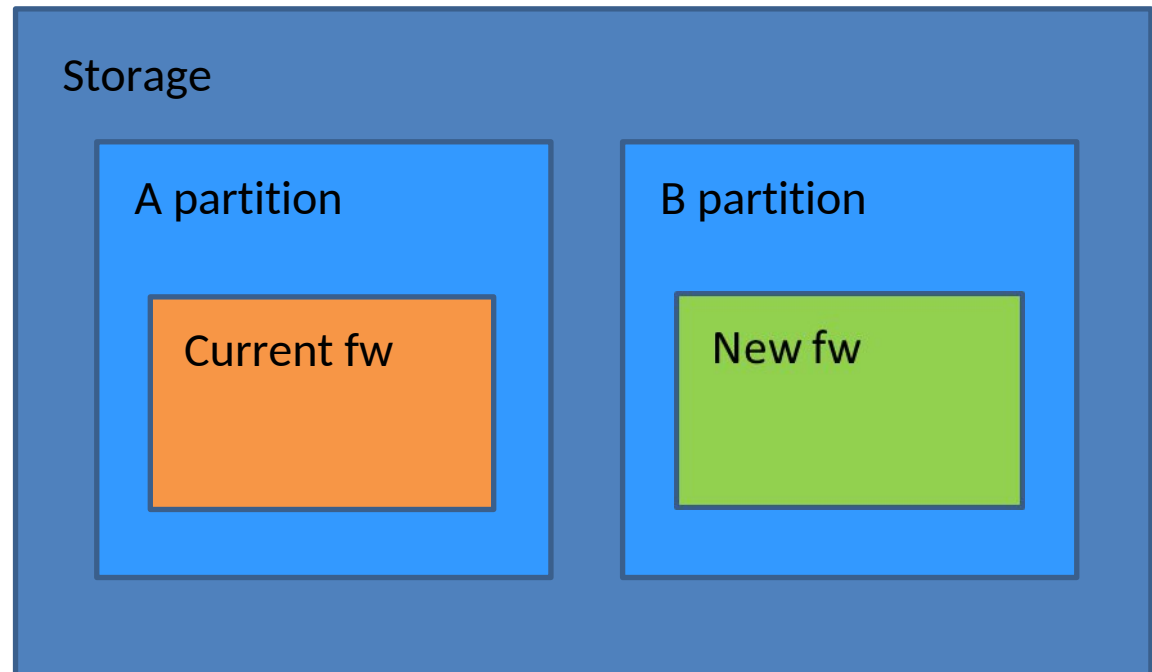 Storage
A partition
B partition
Current fw
New fw